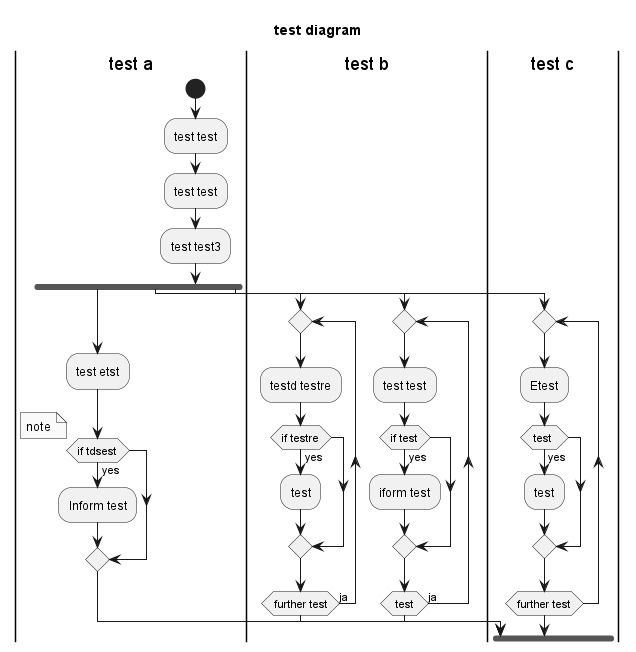 test diagram
test a
test b
test c
test test
test test
test test3
test etst
note
if tdsest
yes
Inform test
testd testre
if testre
yes
test
further test
ja
test test
if test
yes
iform test
test
ja
Etest
test
yes
test
further test